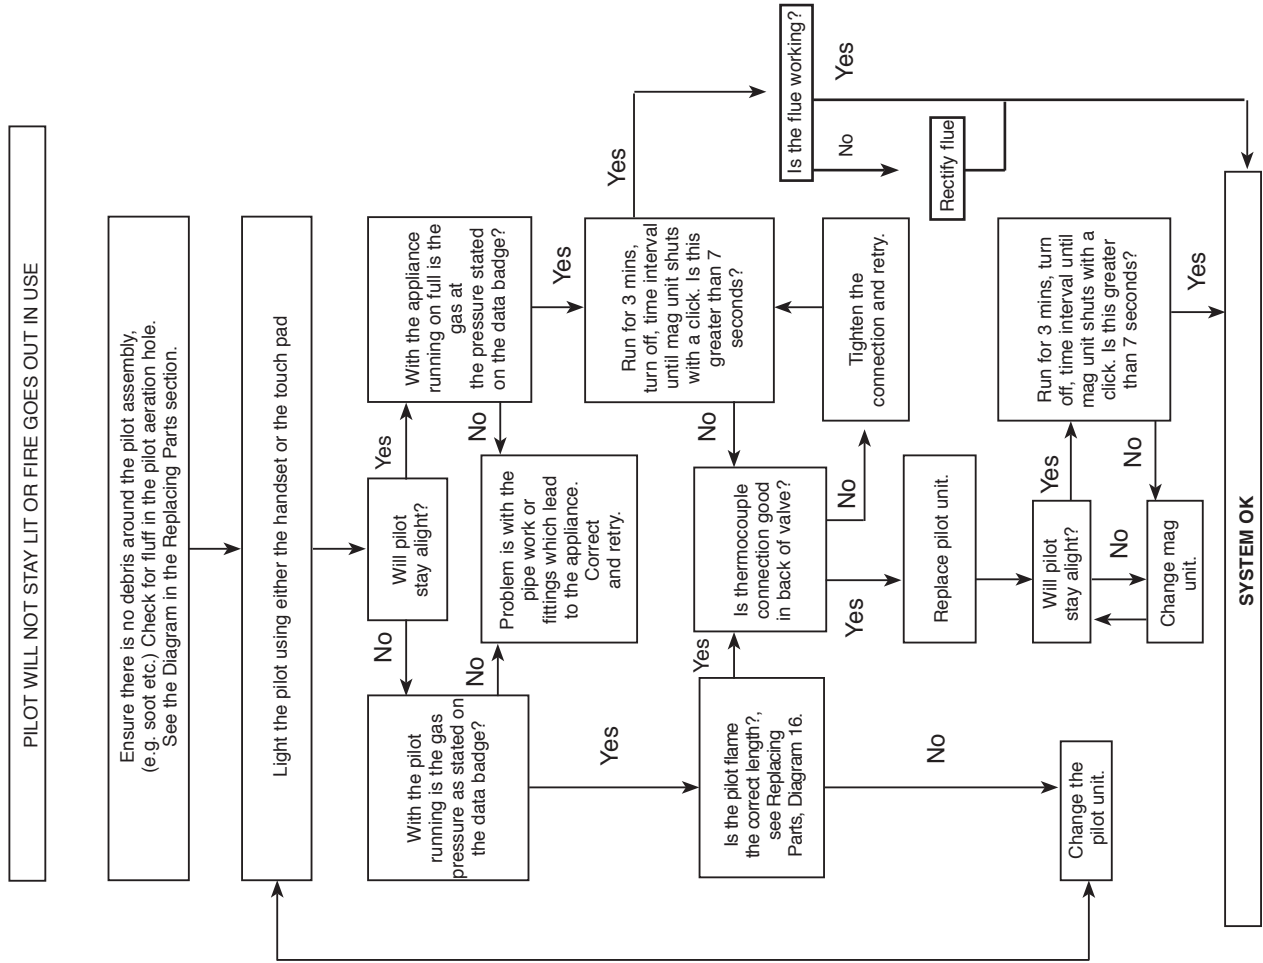 PILOT WILL NOT STAY LIT OR FIRE GOES OUT IN USE
Ensure there is no debris around the pilot assembly,
(e.g. soot etc.) Check for fluff in the pilot aeration hole.
See the Diagram in the Replacing Parts section.
Light the pilot using either the handset or the touch pad
Will pilot
stay alight?
No
Yes
With the pilot
running is the gas
pressure as stated on
the data badge?
With the appliance
running on full is the
gas at
the pressure stated
on the data badge?
No
No
Problem is with the
pipe work or
fittings which lead
to the appliance.
Correct
and retry.
Yes
Yes
Run for 3 mins,
turn off, time interval
until mag unit shuts
with a click. Is this
greater than 7
seconds?
Yes
Is the flue working?
No
Yes
Rectify flue
Is the pilot flame
the correct length?,
see Replacing
Parts, Diagram 16.
Yes
No
Is thermocouple
connection good
in back of valve?
No
Tighten the
connection and retry.
Yes
Replace pilot unit.
No
Will pilot
stay alight?
Yes
Run for 3 mins, turn
off, time interval until
mag unit shuts with a
click. Is this greater
than 7 seconds?
No
No
Change mag
unit.
Yes
Change the
pilot unit.
SYSTEM OK